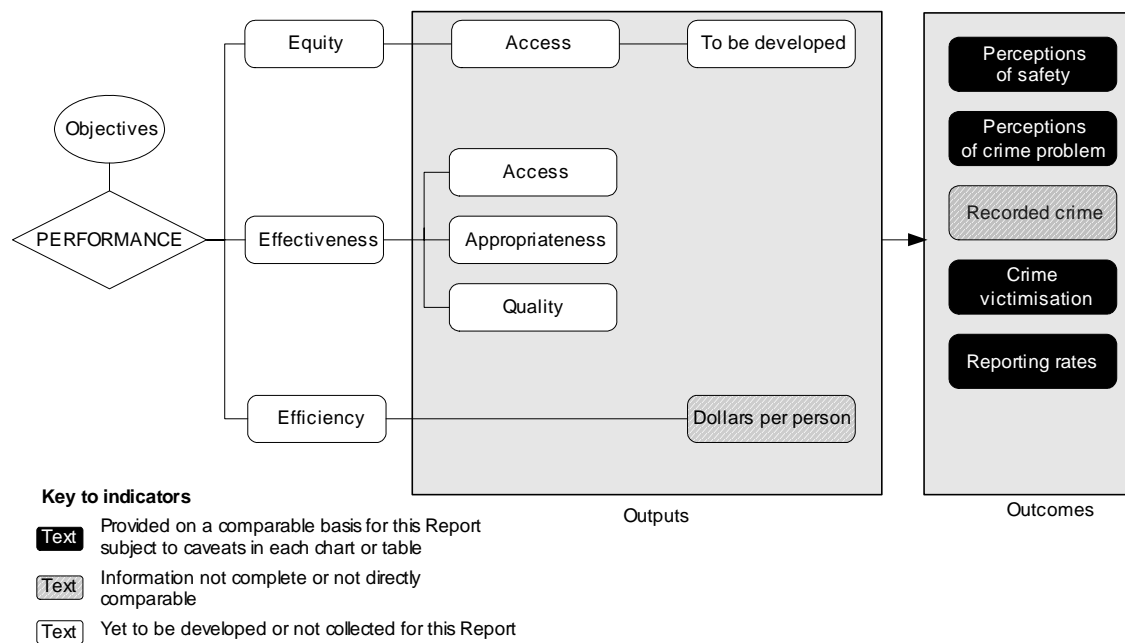 Equity
Access
To be developed
Perceptions
of safety
Objectives
Perceptions
of crime problem
Access
Recorded crime
PERFORMANCE
Effectiveness
Appropriateness
Crime
victimisation
Quality
Reporting rates
Efficiency
Dollars per person
Key to indicators
Outputs
Outcomes
Text
Provided on a comparable basis for this Report
subject to caveats in each chart or table
Text
Information not complete or not directly
comparable
Text
Yet to be developed or not collected for this Report